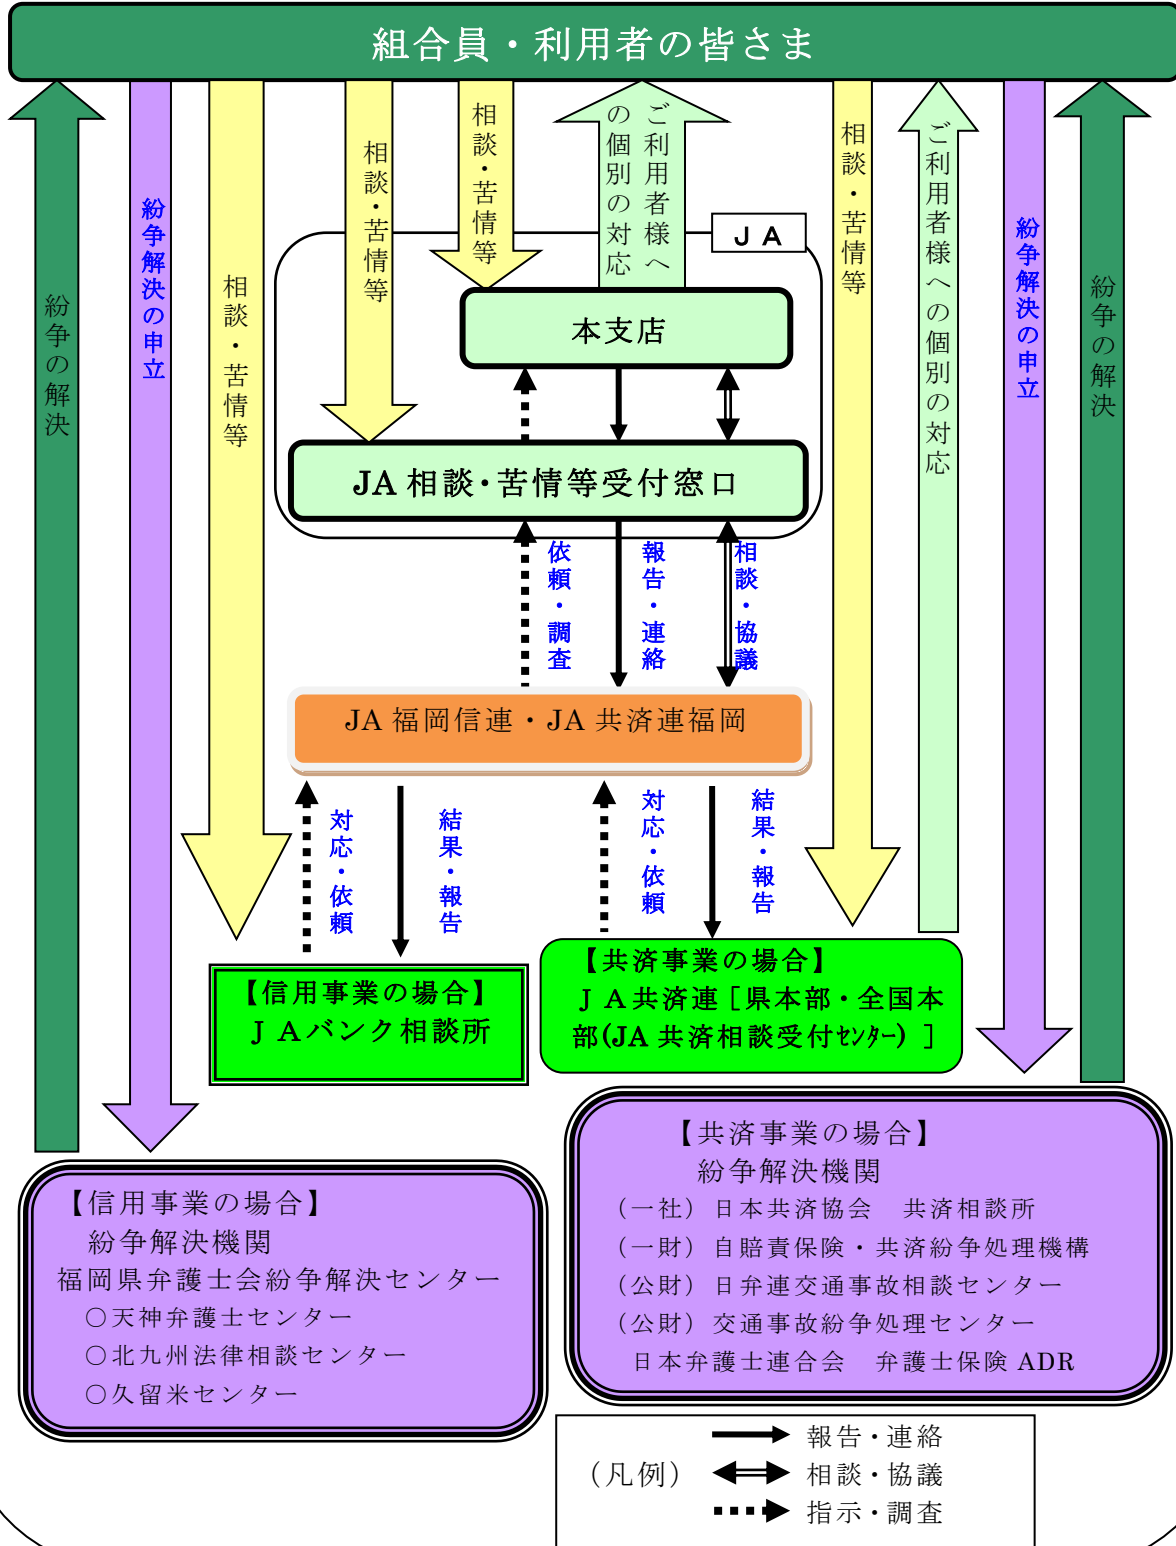 組合員・利用者の皆さま
紛争の解決
紛争解決の申立
相談・苦情等
相談・苦情等
相談・苦情等
ご利用者様へ
の個別の対応
相談・苦情等
ご利用者様への個別の対応
紛争解決の申立
紛争の解決
ＪＡ
本支店
JA 相談・苦情等受付窓口
依頼・調査
報告・連絡
相談・協議
JA 福岡信連・JA 共済連福岡
対応・依頼
結果・報告
対応・依頼
結果・報告
【信用事業の場合】
ＪＡバンク相談所
【共済事業の場合】
ＪＡ共済連［県本部・全国本
部(JA 共済相談受付ｾﾝﾀｰ) ］
【信用事業の場合】
紛争解決機関
福岡県弁護士会紛争解決センター
○天神弁護士センター
○北九州法律相談センター
○久留米センター
【共済事業の場合】
紛争解決機関
（一社）日本共済協会　共済相談所
（一財）自賠責保険・共済紛争処理機構
（公財）日弁連交通事故相談センター
（公財）交通事故紛争処理センター
日本弁護士連合会　弁護士保険 ADR
（凡例）
報告・連絡
相談・協議
指示・調査